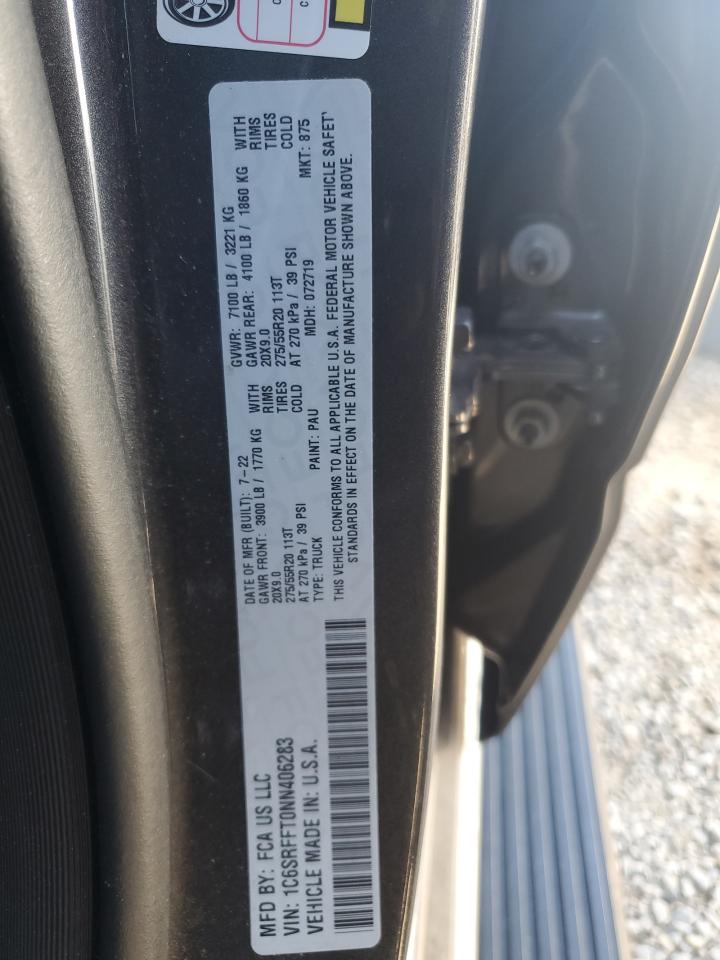 MFD BY: FCA US LLC
VIN: 1C6SRFFT0NN406283
VEHICLE MADE IN: U.S.A.
DATE OF MFR (BUILT): 7-22
GAWR FRONT: 3900 LB / 1770 KG WITH
20X9.0 RIMS
275/55R20 113T TIRES
AT 270 kPa / 39 PSI COLD
TYPE: TRUCK PAINT: PAU
GVWR: 7100 LB / 3221 KG
GAWR REAR: 4100 LB / 1860 KG WITH
20X9.0 RIMS
275/55R20 113T TIRES
AT 270 kPa / 39 PSI COLD
MDH: 072719 MKT: 875
THIS VEHICLE CONFORMS TO ALL APPLICABLE U.S.A. FEDERAL MOTOR VEHICLE SAFETY
STANDARDS IN EFFECT ON THE DATE OF MANUFACTURE SHOWN ABOVE.